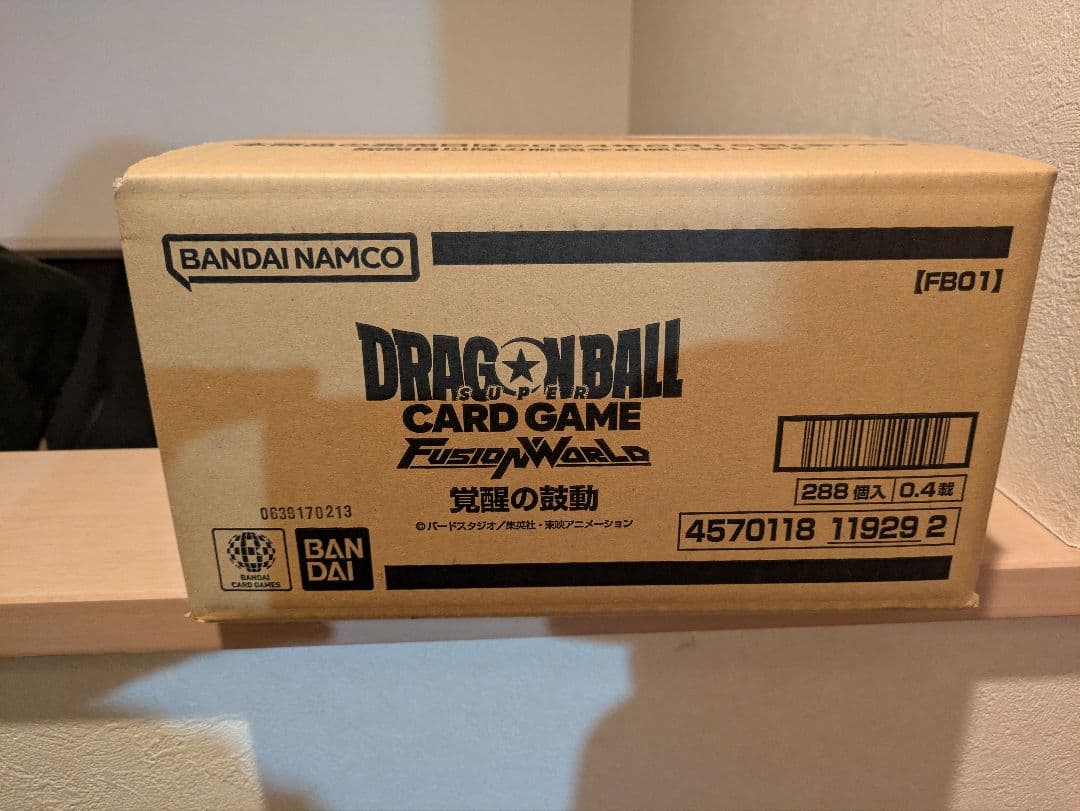 BANDAI NAMCO
【FB01】
DRAGON BALL
SUPER
CARD GAME
FUSION WORLD
覚醒の鼓動
©バードスタジオ/集英社・東映アニメーション
288個入 0.4載
4570118 11929 2
0639170213
BANDAI
CARD GAMES
BAN
DAI